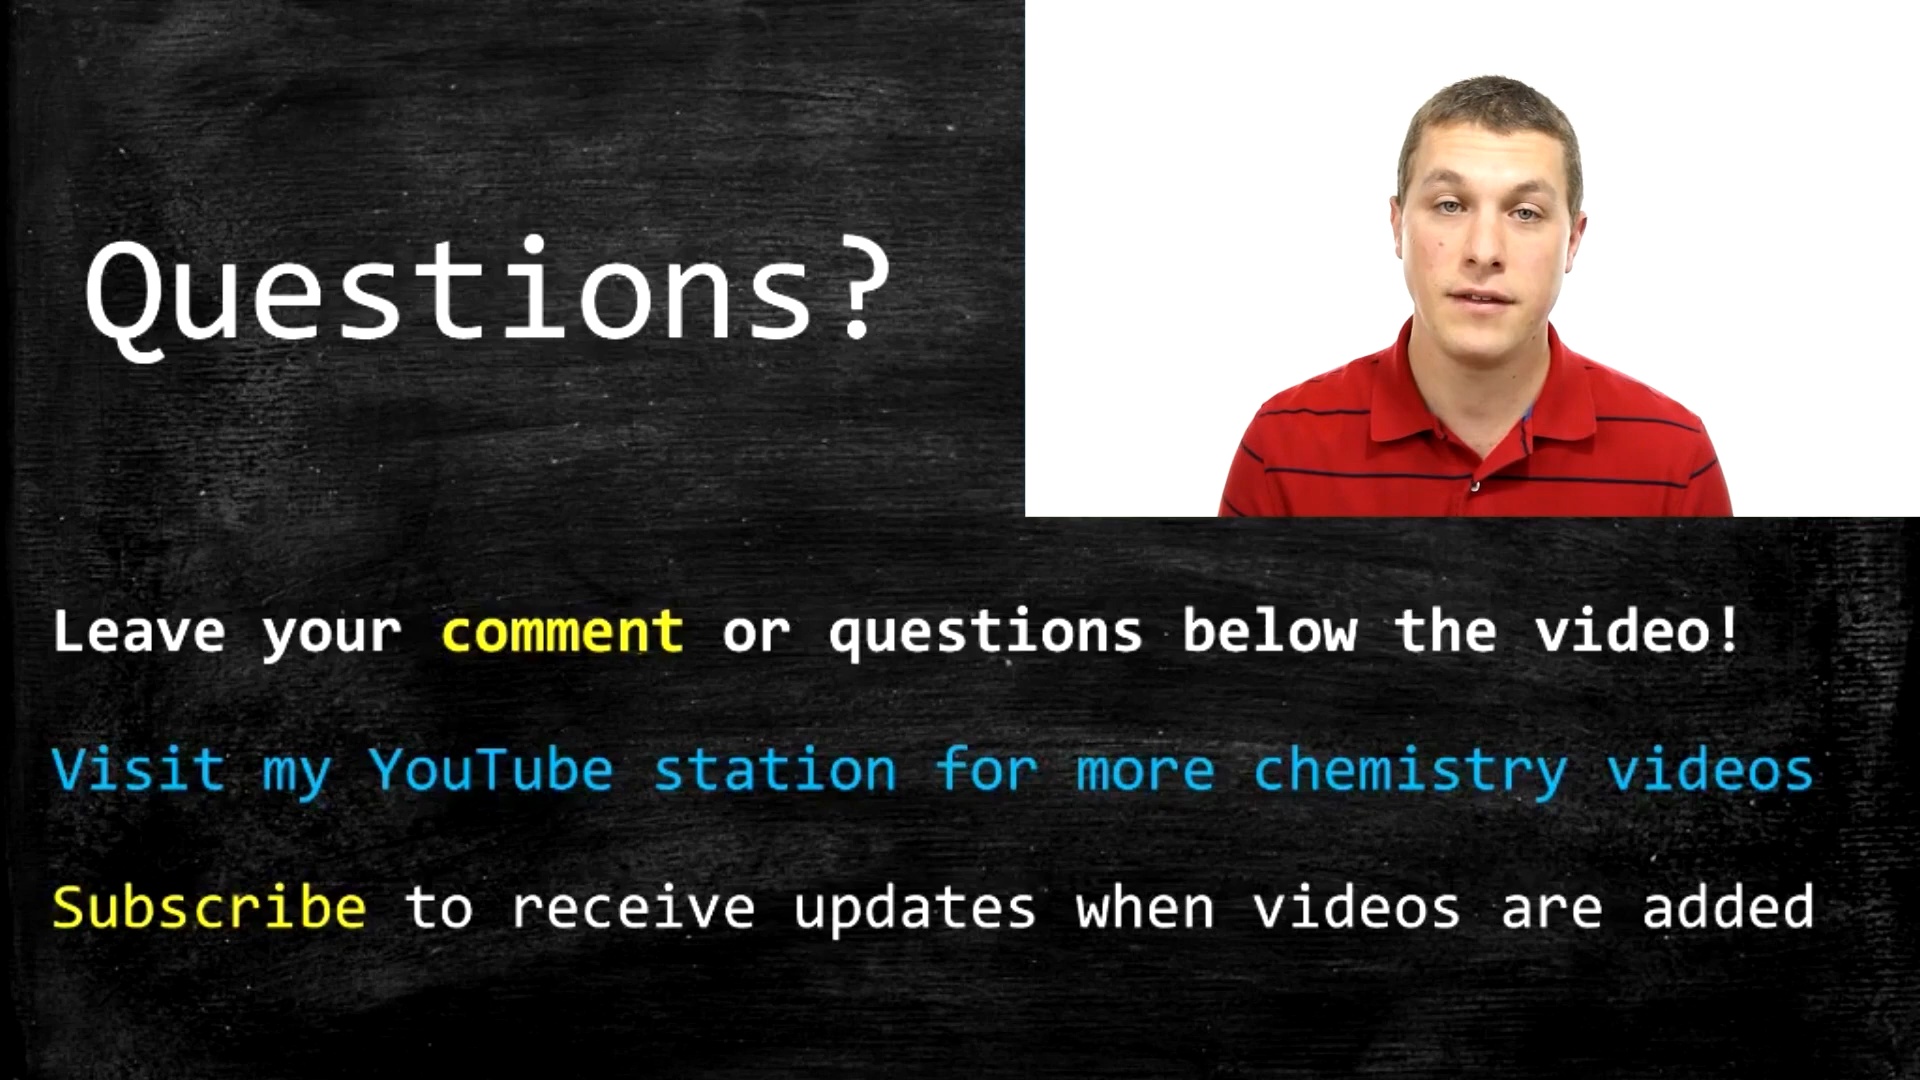 Questions?
Leave your comment or questions below the video!
Visit my YouTube station for more chemistry videos
Subscribe to receive updates when videos are added